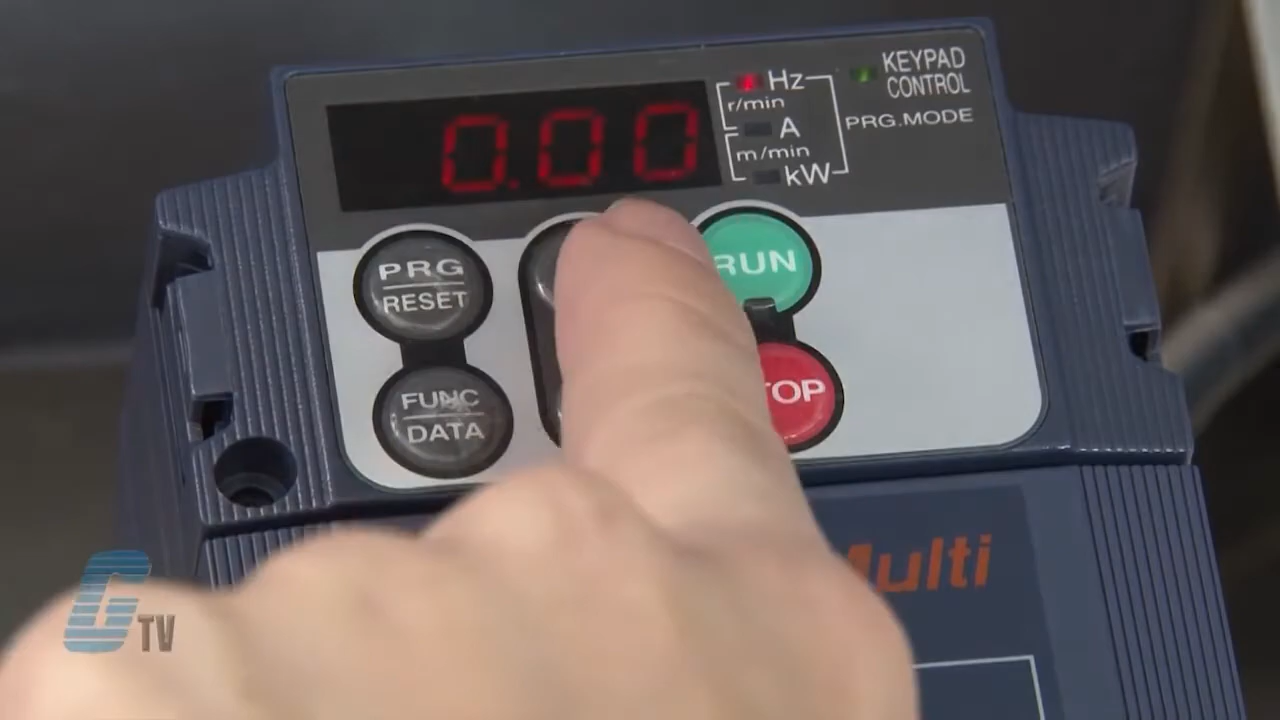 0.00
Hz
r/min
A
m/min
kW
KEYPAD
CONTROL
PRG.MODE
PRG
RESET
RUN
FUNC
DATA
TOP
Multi
G TV